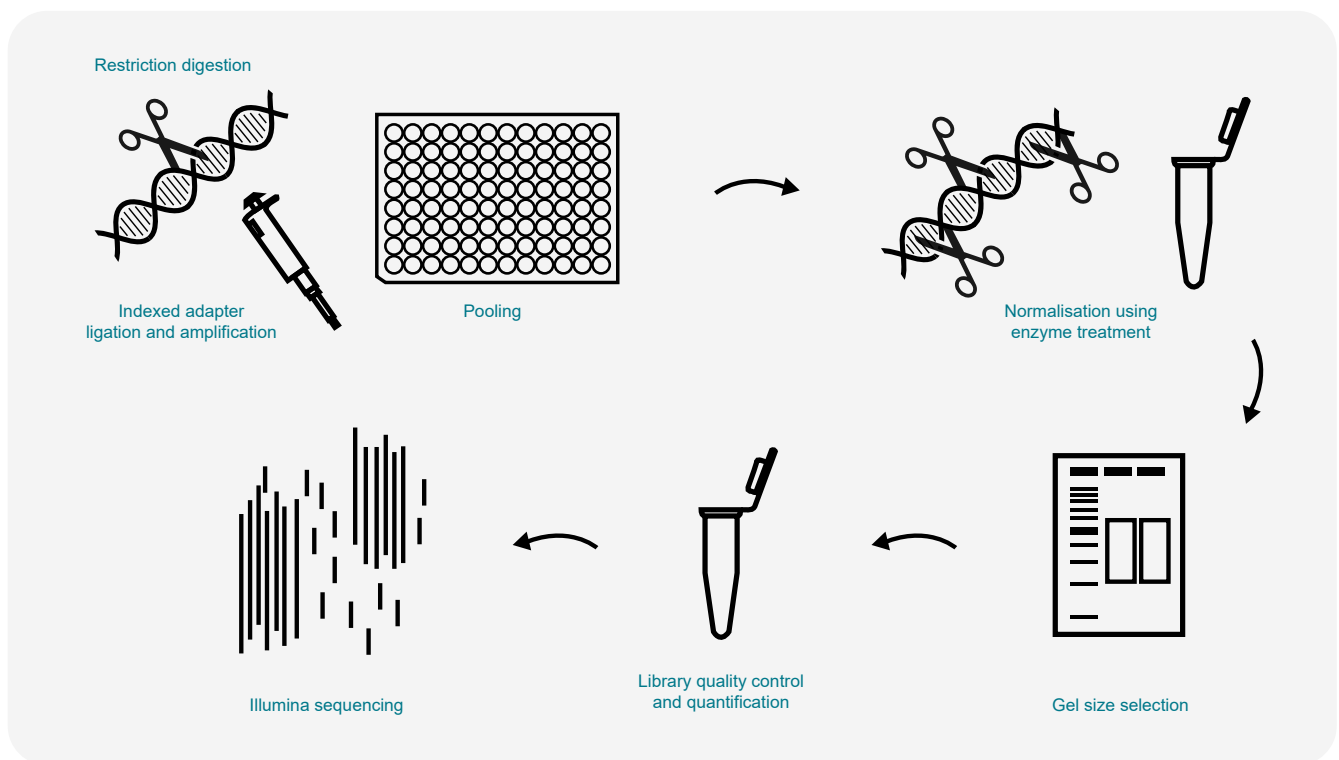 Restriction digestion
Indexed adapter
ligation and amplification
Pooling
Normalisation using
enzyme treatment
Gel size selection
Library quality control
and quantification
Illumina sequencing